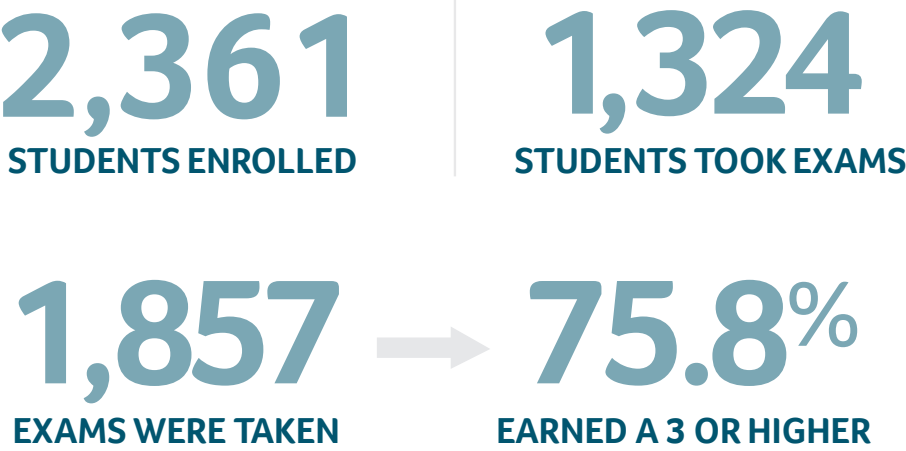 2,361
STUDENTS ENROLLED
1,324
STUDENTS TOOK EXAMS
1,857
EXAMS WERE TAKEN
75.8%
EARNED A 3 OR HIGHER